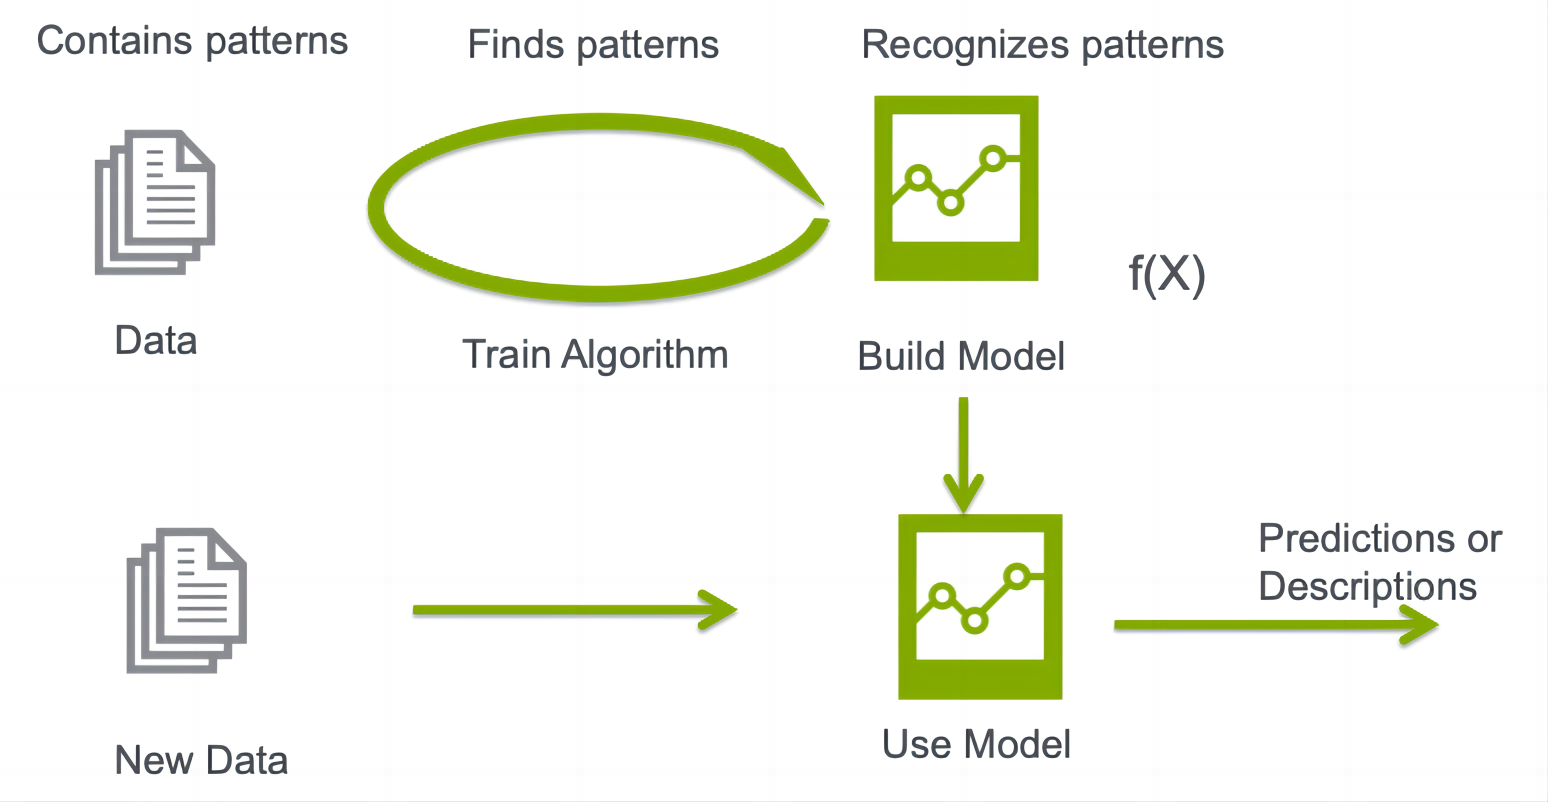 Contains patterns
Finds patterns
Recognizes patterns
f(X)
Data
Train Algorithm
Build Model
Predictions or
Descriptions
New Data
Use Model